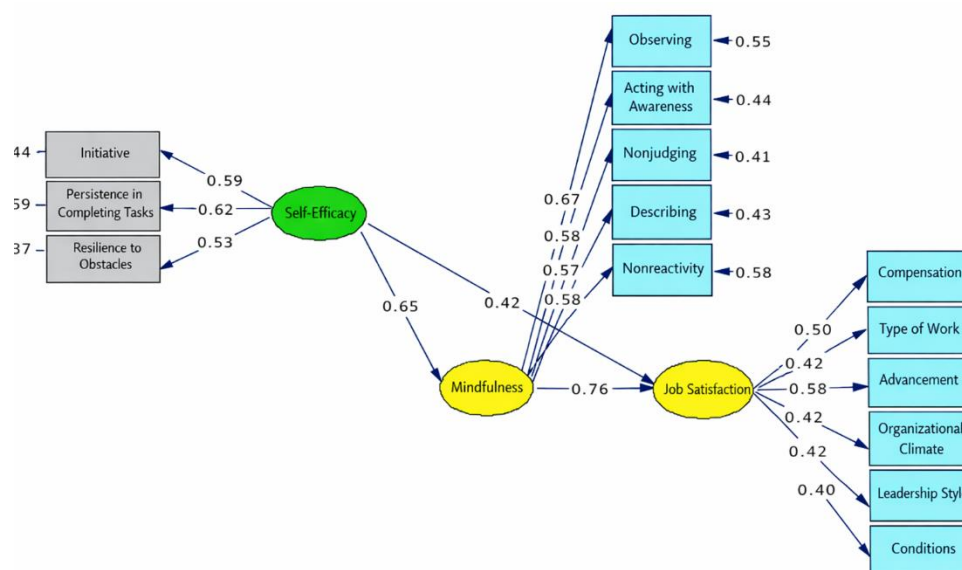 Observing
0.55
Acting with
Awareness
0.44
Nonjudging
0.41
Describing
0.43
Nonreactivity
0.58
44
Initiative
59
Persistence in
Completing Tasks
37
Resilience to
Obstacles
0.59
0.62
0.53
Self-Efficacy
0.67
0.58
0.57
0.58
0.65
0.42
Mindfulness
0.76
Job Satisfaction
0.50
0.42
0.58
0.42
0.42
0.40
Compensation
Type of Work
Advancement
Organizational
Climate
Leadership Style
Conditions